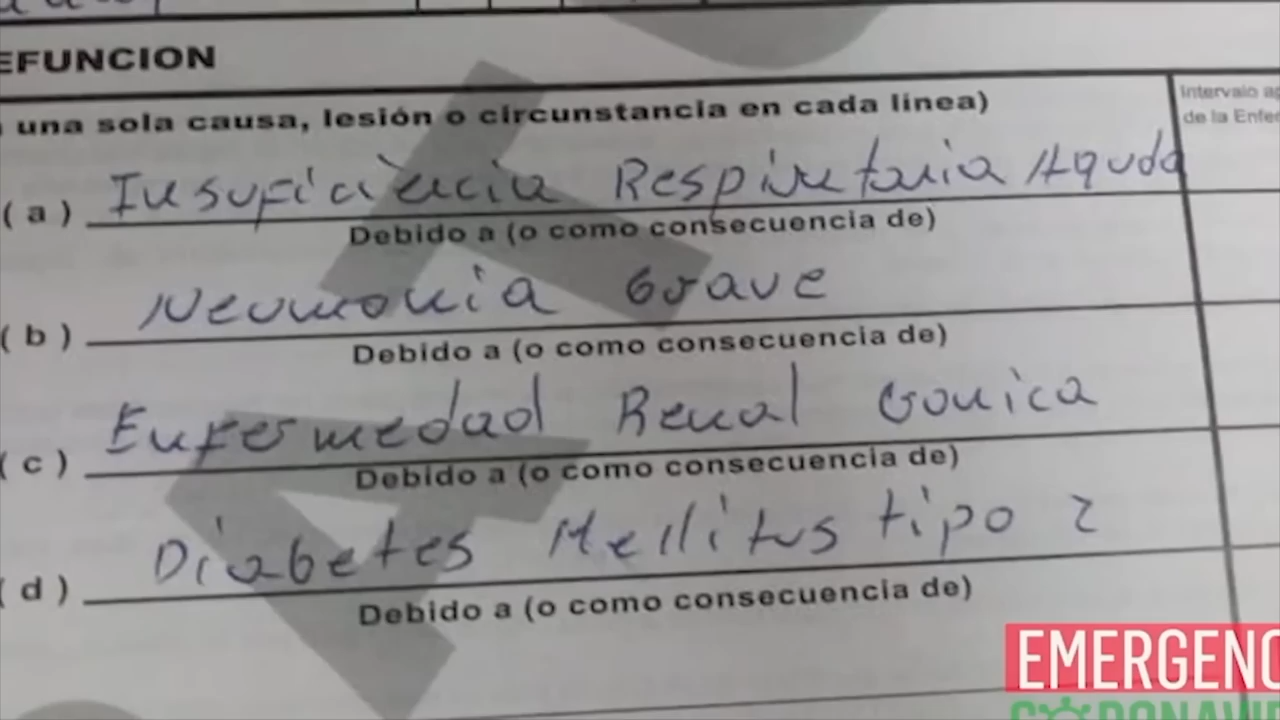 EFUNCION
una sola causa, lesión o circunstancia en cada línea)
Intervalo
de la
(a) Insuficiencia Respiratoria Aguda
Debido a (o como consecuencia de)
(b) Neumonia Grave
Debido a (o como consecuencia de)
(c) Enfermedad Renal Cronica
Debido a (o como consecuencia de)
(d) Diabetes Mellitus tipo 2
Debido a (o como consecuencia de)
EMERGENC
CORONAVI